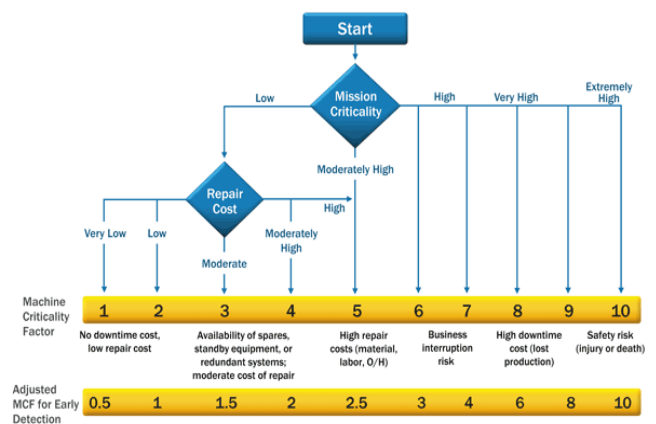 Start
Mission
Criticality
Low
High
Very High
Extremely
High
Moderately High
Repair
Cost
High
Very Low
Low
Moderately
High
Moderate
Machine
Criticality
Factor
1 2 3 4 5 6 7 8 9 10
No downtime cost,
low repair cost
Availability of spares,
standby equipment, or
redundant systems;
moderate cost of repair
High repair
costs (material,
labor, O/H)
Business
interruption
risk
High downtime
cost (lost
production)
Safety risk
(injury or death)
Adjusted
MCF for Early
Detection
0.5 1 1.5 2 2.5 3 4 6 8 10